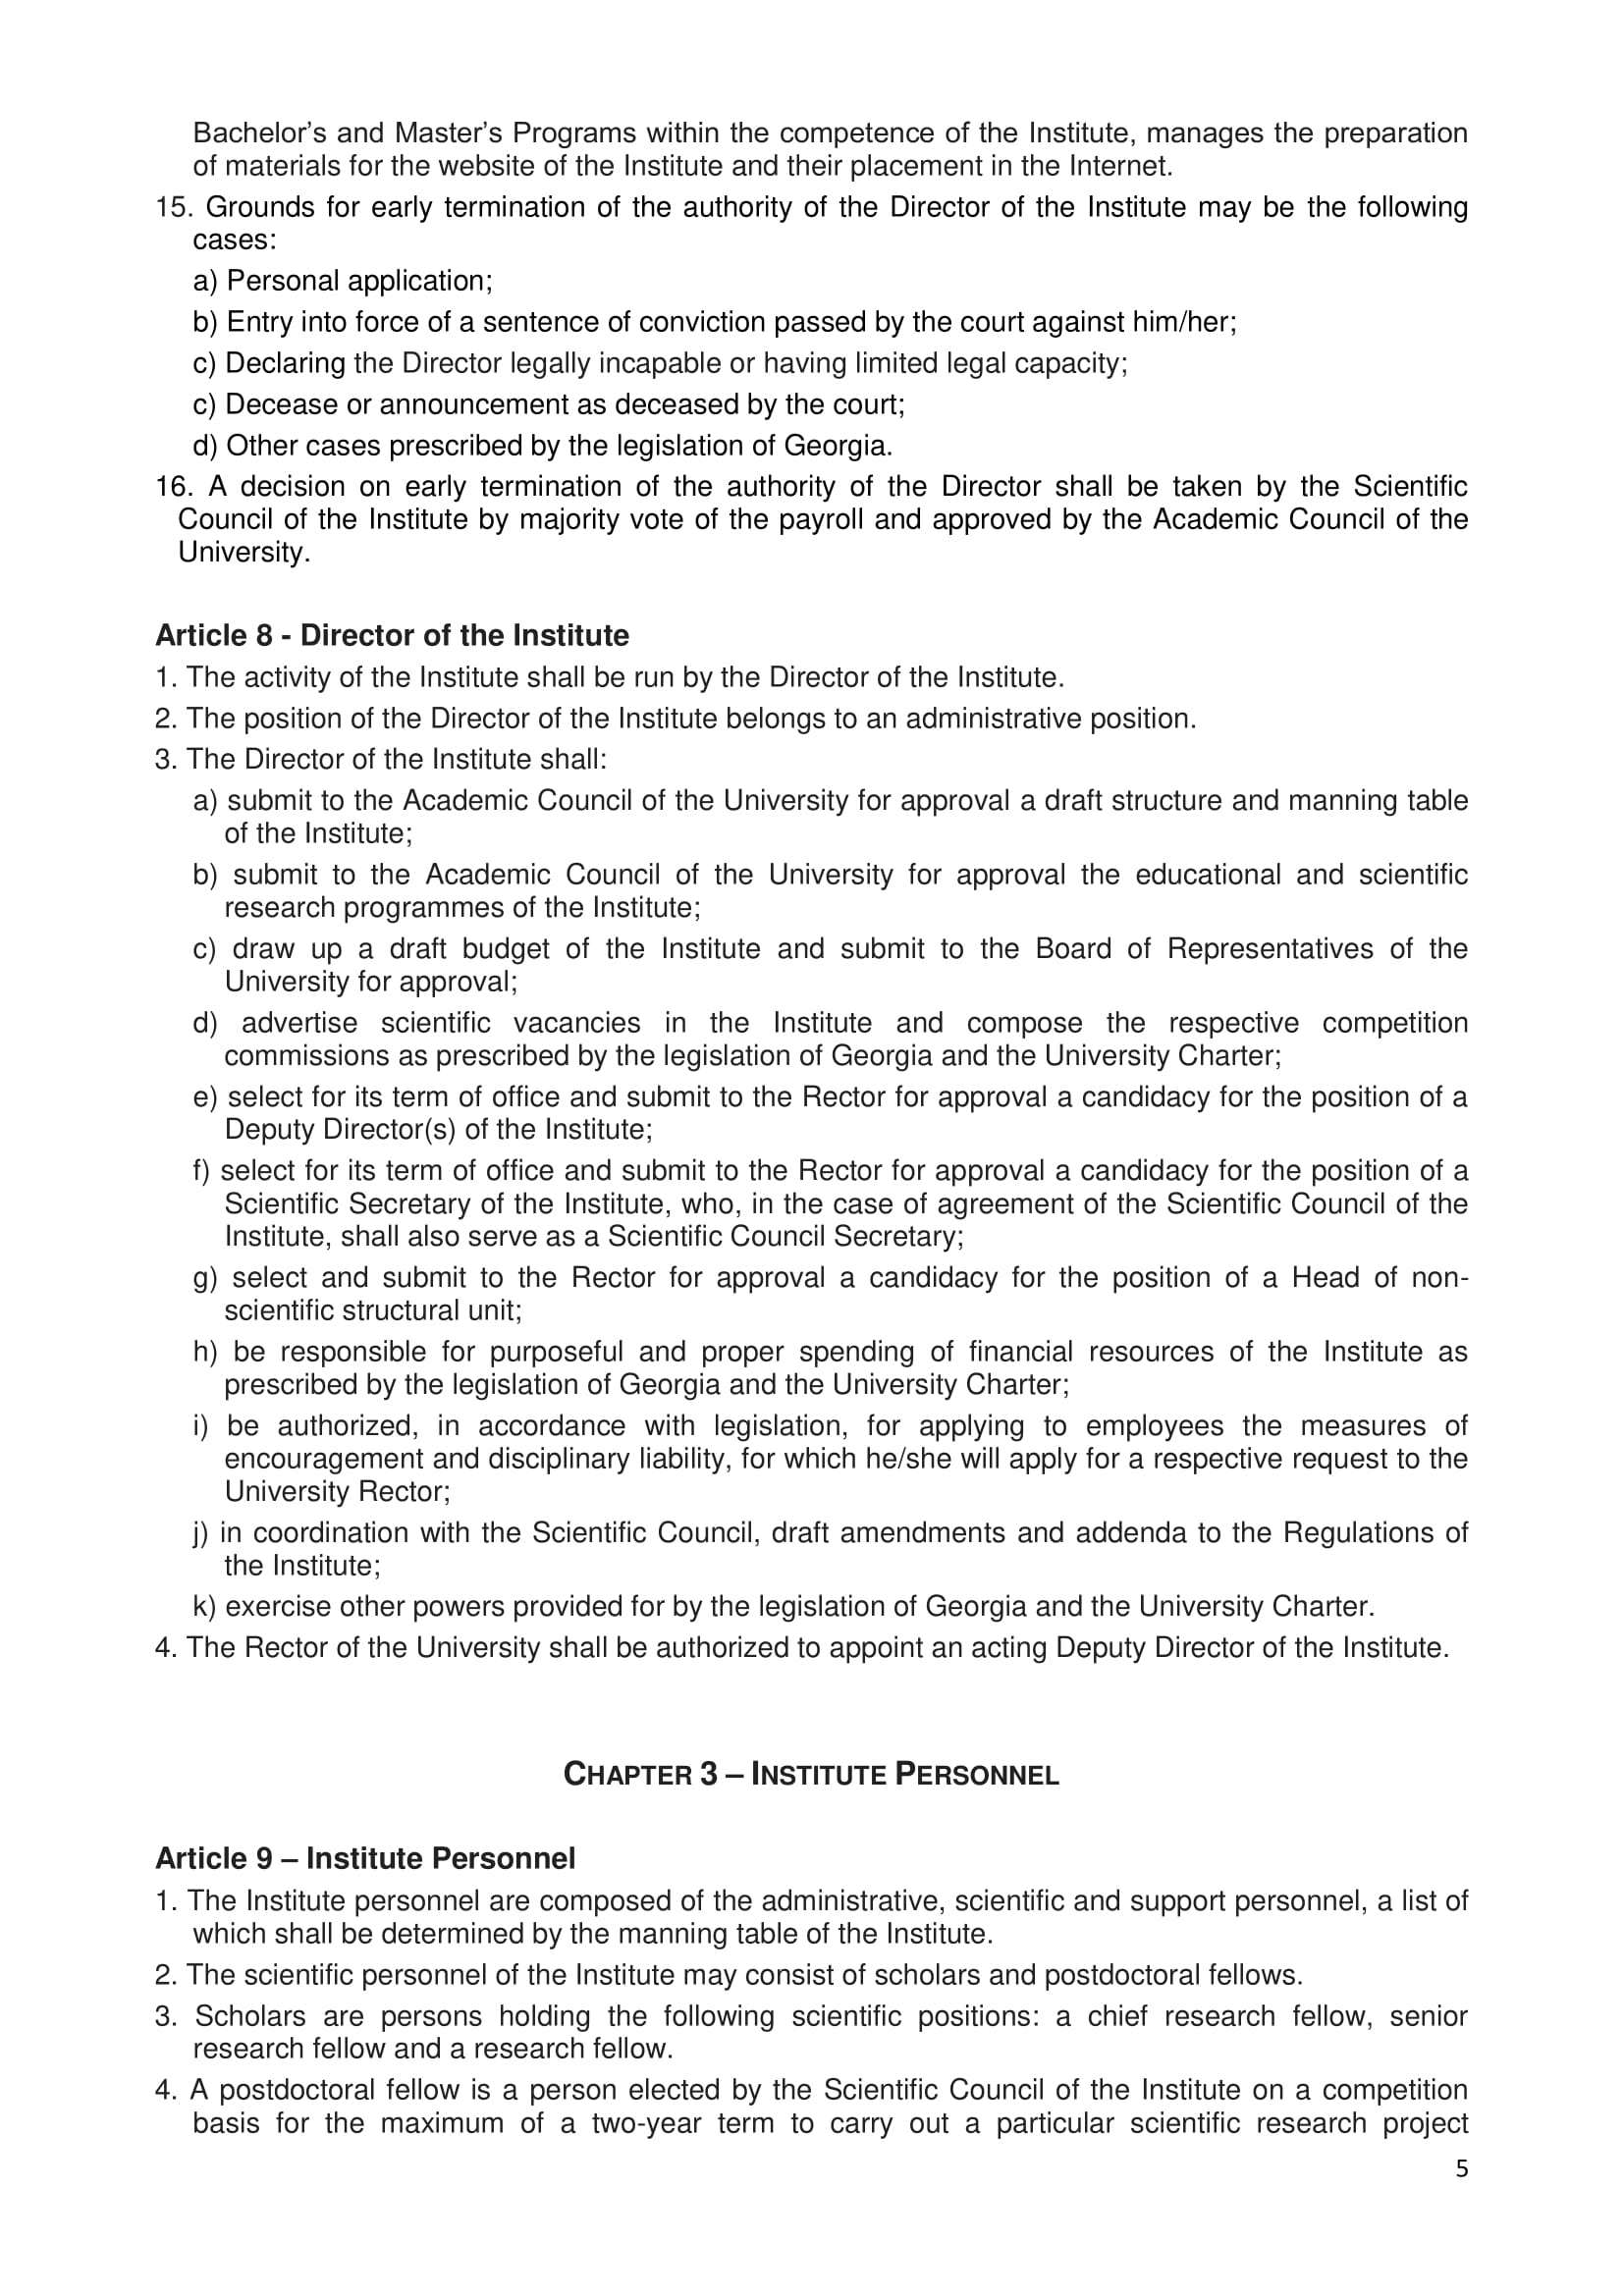 Bachelor’s and Master’s Programs within the competence of the Institute, manages the preparation
of materials for the website of the Institute and their placement in the Internet.
15. Grounds for early termination of the authority of the Director of the Institute may be the following
cases:
a) Personal application;
b) Entry into force of a sentence of conviction passed by the court against him/her;
c) Declaring the Director legally incapable or having limited legal capacity;
c) Decease or announcement as deceased by the court;
d) Other cases prescribed by the legislation of Georgia.
16. A decision on early termination of the authority of the Director shall be taken by the Scientific
Council of the Institute by majority vote of the payroll and approved by the Academic Council of the
University.
Article 8 - Director of the Institute
1. The activity of the Institute shall be run by the Director of the Institute.
2. The position of the Director of the Institute belongs to an administrative position.
3. The Director of the Institute shall:
a) submit to the Academic Council of the University for approval a draft structure and manning table
of the Institute;
b) submit to the Academic Council of the University for approval the educational and scientific
research programmes of the Institute;
c) draw up a draft budget of the Institute and submit to the Board of Representatives of the
University for approval;
d) advertise scientific vacancies in the Institute and compose the respective competition
commissions as prescribed by the legislation of Georgia and the University Charter;
e) select for its term of office and submit to the Rector for approval a candidacy for the position of a
Deputy Director(s) of the Institute;
f) select for its term of office and submit to the Rector for approval a candidacy for the position of a
Scientific Secretary of the Institute, who, in the case of agreement of the Scientific Council of the
Institute, shall also serve as a Scientific Council Secretary;
g) select and submit to the Rector for approval a candidacy for the position of a Head of non-
scientific structural unit;
h) be responsible for purposeful and proper spending of financial resources of the Institute as
prescribed by the legislation of Georgia and the University Charter;
i) be authorized, in accordance with legislation, for applying to employees the measures of
encouragement and disciplinary liability, for which he/she will apply for a respective request to the
University Rector;
j) in coordination with the Scientific Council, draft amendments and addenda to the Regulations of
the Institute;
k) exercise other powers provided for by the legislation of Georgia and the University Charter.
4. The Rector of the University shall be authorized to appoint an acting Deputy Director of the Institute.
CHAPTER 3 – INSTITUTE PERSONNEL
Article 9 – Institute Personnel
1. The Institute personnel are composed of the administrative, scientific and support personnel, a list of
which shall be determined by the manning table of the Institute.
2. The scientific personnel of the Institute may consist of scholars and postdoctoral fellows.
3. Scholars are persons holding the following scientific positions: a chief research fellow, senior
research fellow and a research fellow.
4. A postdoctoral fellow is a person elected by the Scientific Council of the Institute on a competition
basis for the maximum of a two-year term to carry out a particular scientific research project
5